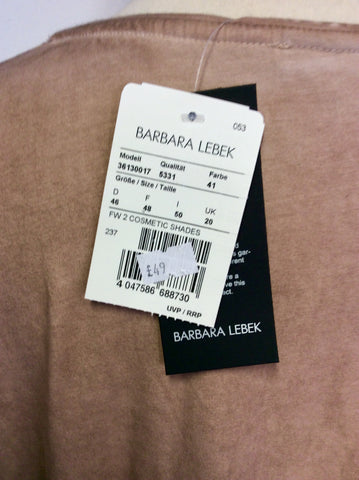 053
BARBARA LEBEK
Modell Qualität Farbe
36130017 5331 41
Größe / Size / Taille
D F I UK
46 48 50 20
FW 2 COSMETIC SHADES
237
£49
4 047586 688730
UVP / RRP
BARBARA LEBEK